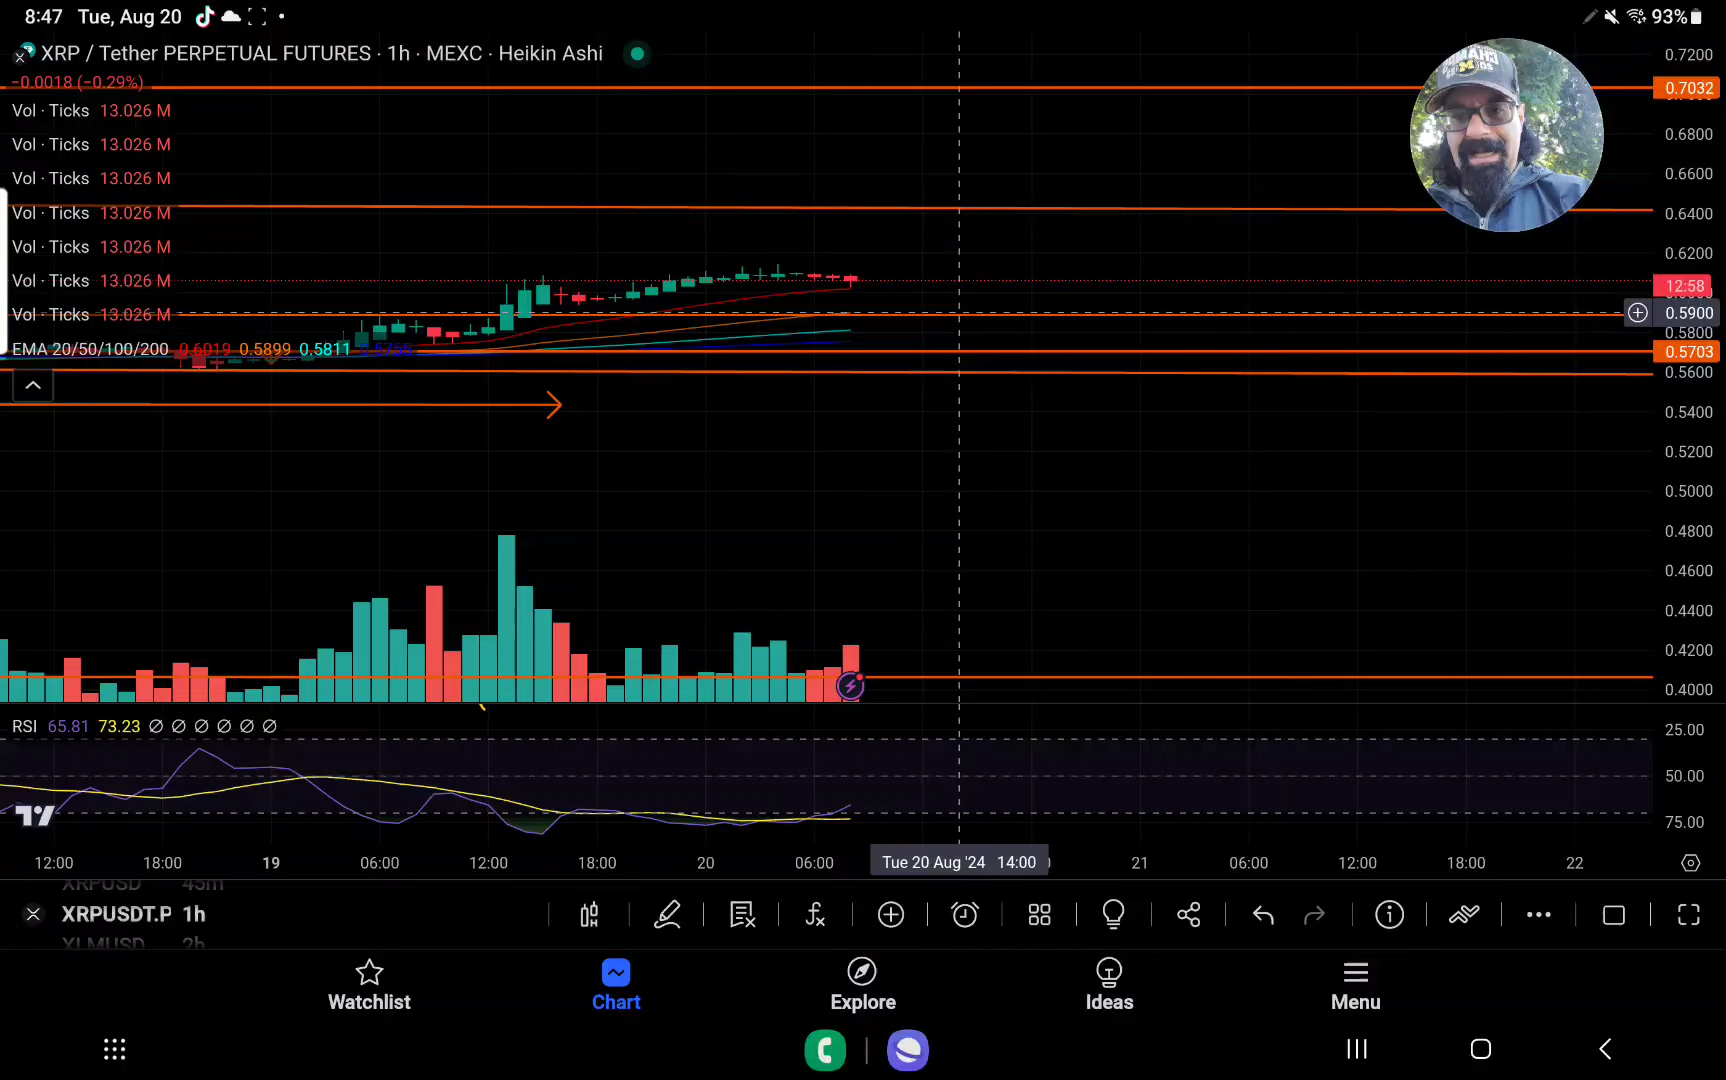 8:47 Tue, Aug 20 93%
XRP / Tether PERPETUAL FUTURES · 1h · MEXC · Heikin Ashi
−0.0018 (−0.29%)
Vol · Ticks 13.026 M
Vol · Ticks 13.026 M
Vol · Ticks 13.026 M
Vol · Ticks 13.026 M
Vol · Ticks 13.026 M
Vol · Ticks 13.026 M
Vol · Ticks 13.026 M
EMA 20/50/100/200 0.6019 0.5899 0.5811 0.5755
0.7200
0.7032
0.6800
0.6600
0.6400
0.6200
12:58
0.5900
0.5800
0.5703
0.5600
0.5400
0.5200
0.5000
0.4800
0.4600
0.4400
0.4200
0.4000
RSI 65.81 73.23 ∅ ∅ ∅ ∅ ∅ ∅
25.00
50.00
75.00
12:00 18:00 19 06:00 12:00 18:00 20 06:00 Tue 20 Aug '24 14:00 21 06:00 12:00 18:00 22
XRPUSD 45m
XRPUSDT.P 1h
XLMUSD 2h
Watchlist Chart Explore Ideas Menu